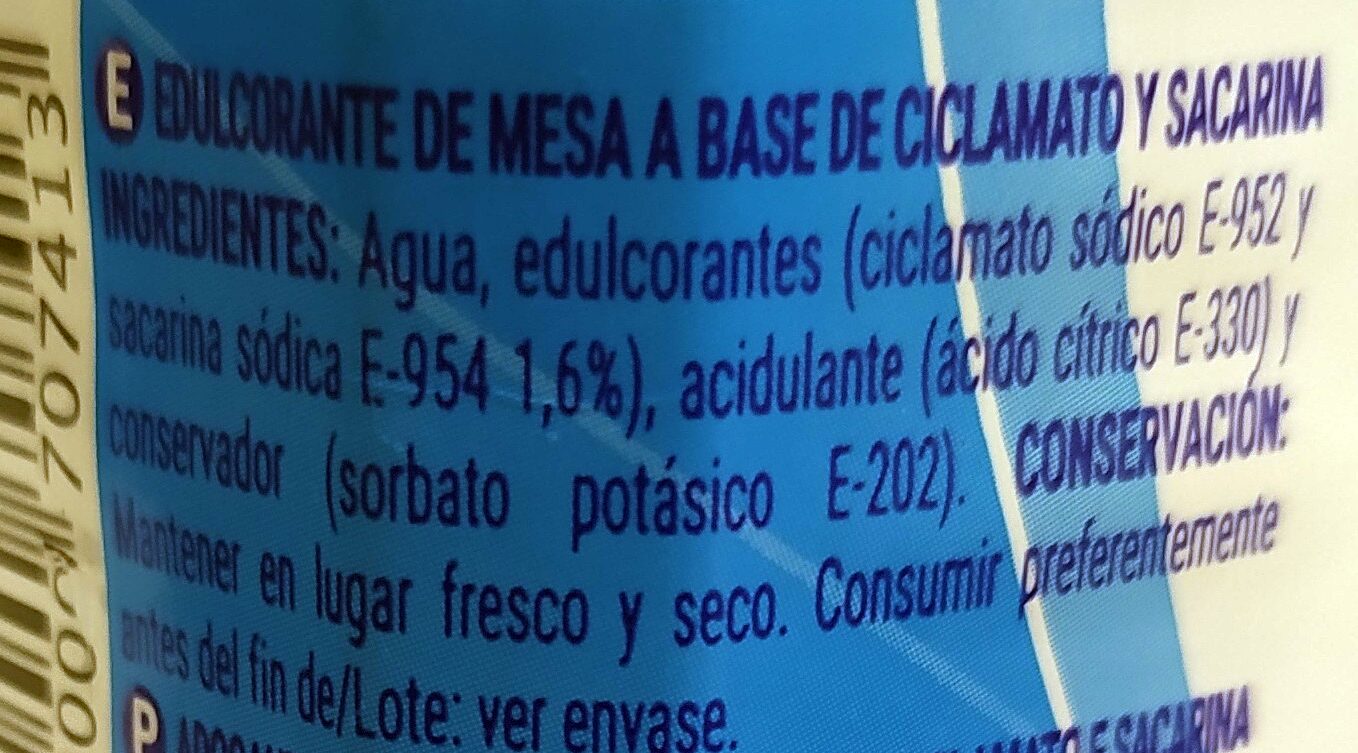 E EDULCORANTE DE MESA A BASE DE CICLAMATO Y SACARINA
INGREDIENTES: Agua, edulcorantes (ciclamato sódico E-952 y
sacarina sódica E-954 1,6%), acidulante (ácido cítrico E-330) y
conservador (sorbato potásico E-202). CONSERVACIÓN:
Mantener en lugar fresco y seco. Consumir preferentemente
antes del fin de/Lote: ver envase.
P E SACARINA
707413